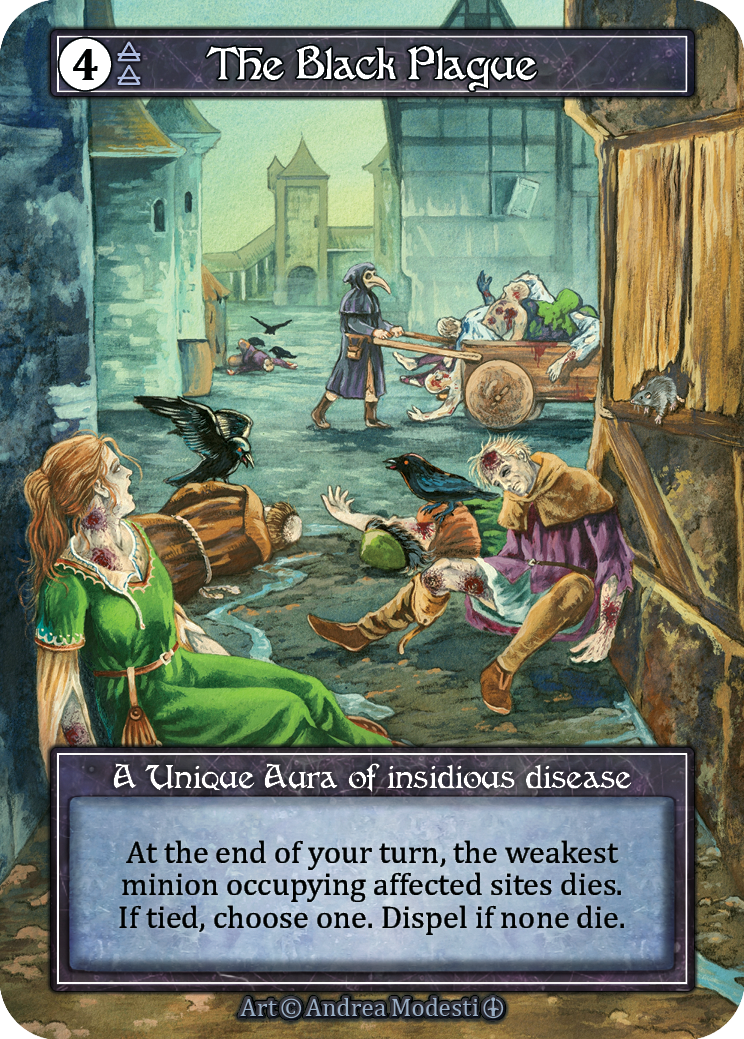 4
The Black Plague
A Unique Aura of insidious disease
At the end of your turn, the weakest
minion occupying affected sites dies.
If tied, choose one. Dispel if none die.
Art © Andrea Modesti